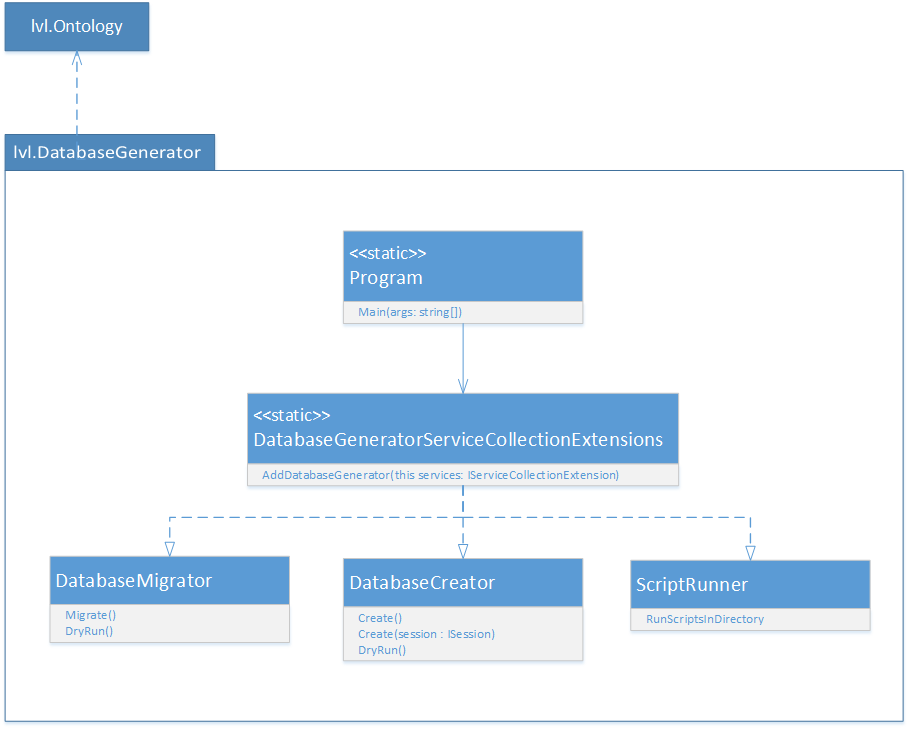 lvl.Ontology
lvl.DatabaseGenerator
<<static>>
Program
Main(args: string[])
<<static>>
DatabaseGeneratorServiceCollectionExtensions
AddDatabaseGenerator(this services: IServiceCollectionExtension)
DatabaseMigrator
Migrate()
DryRun()
DatabaseCreator
Create()
Create(session : ISession)
DryRun()
ScriptRunner
RunScriptsInDirectory